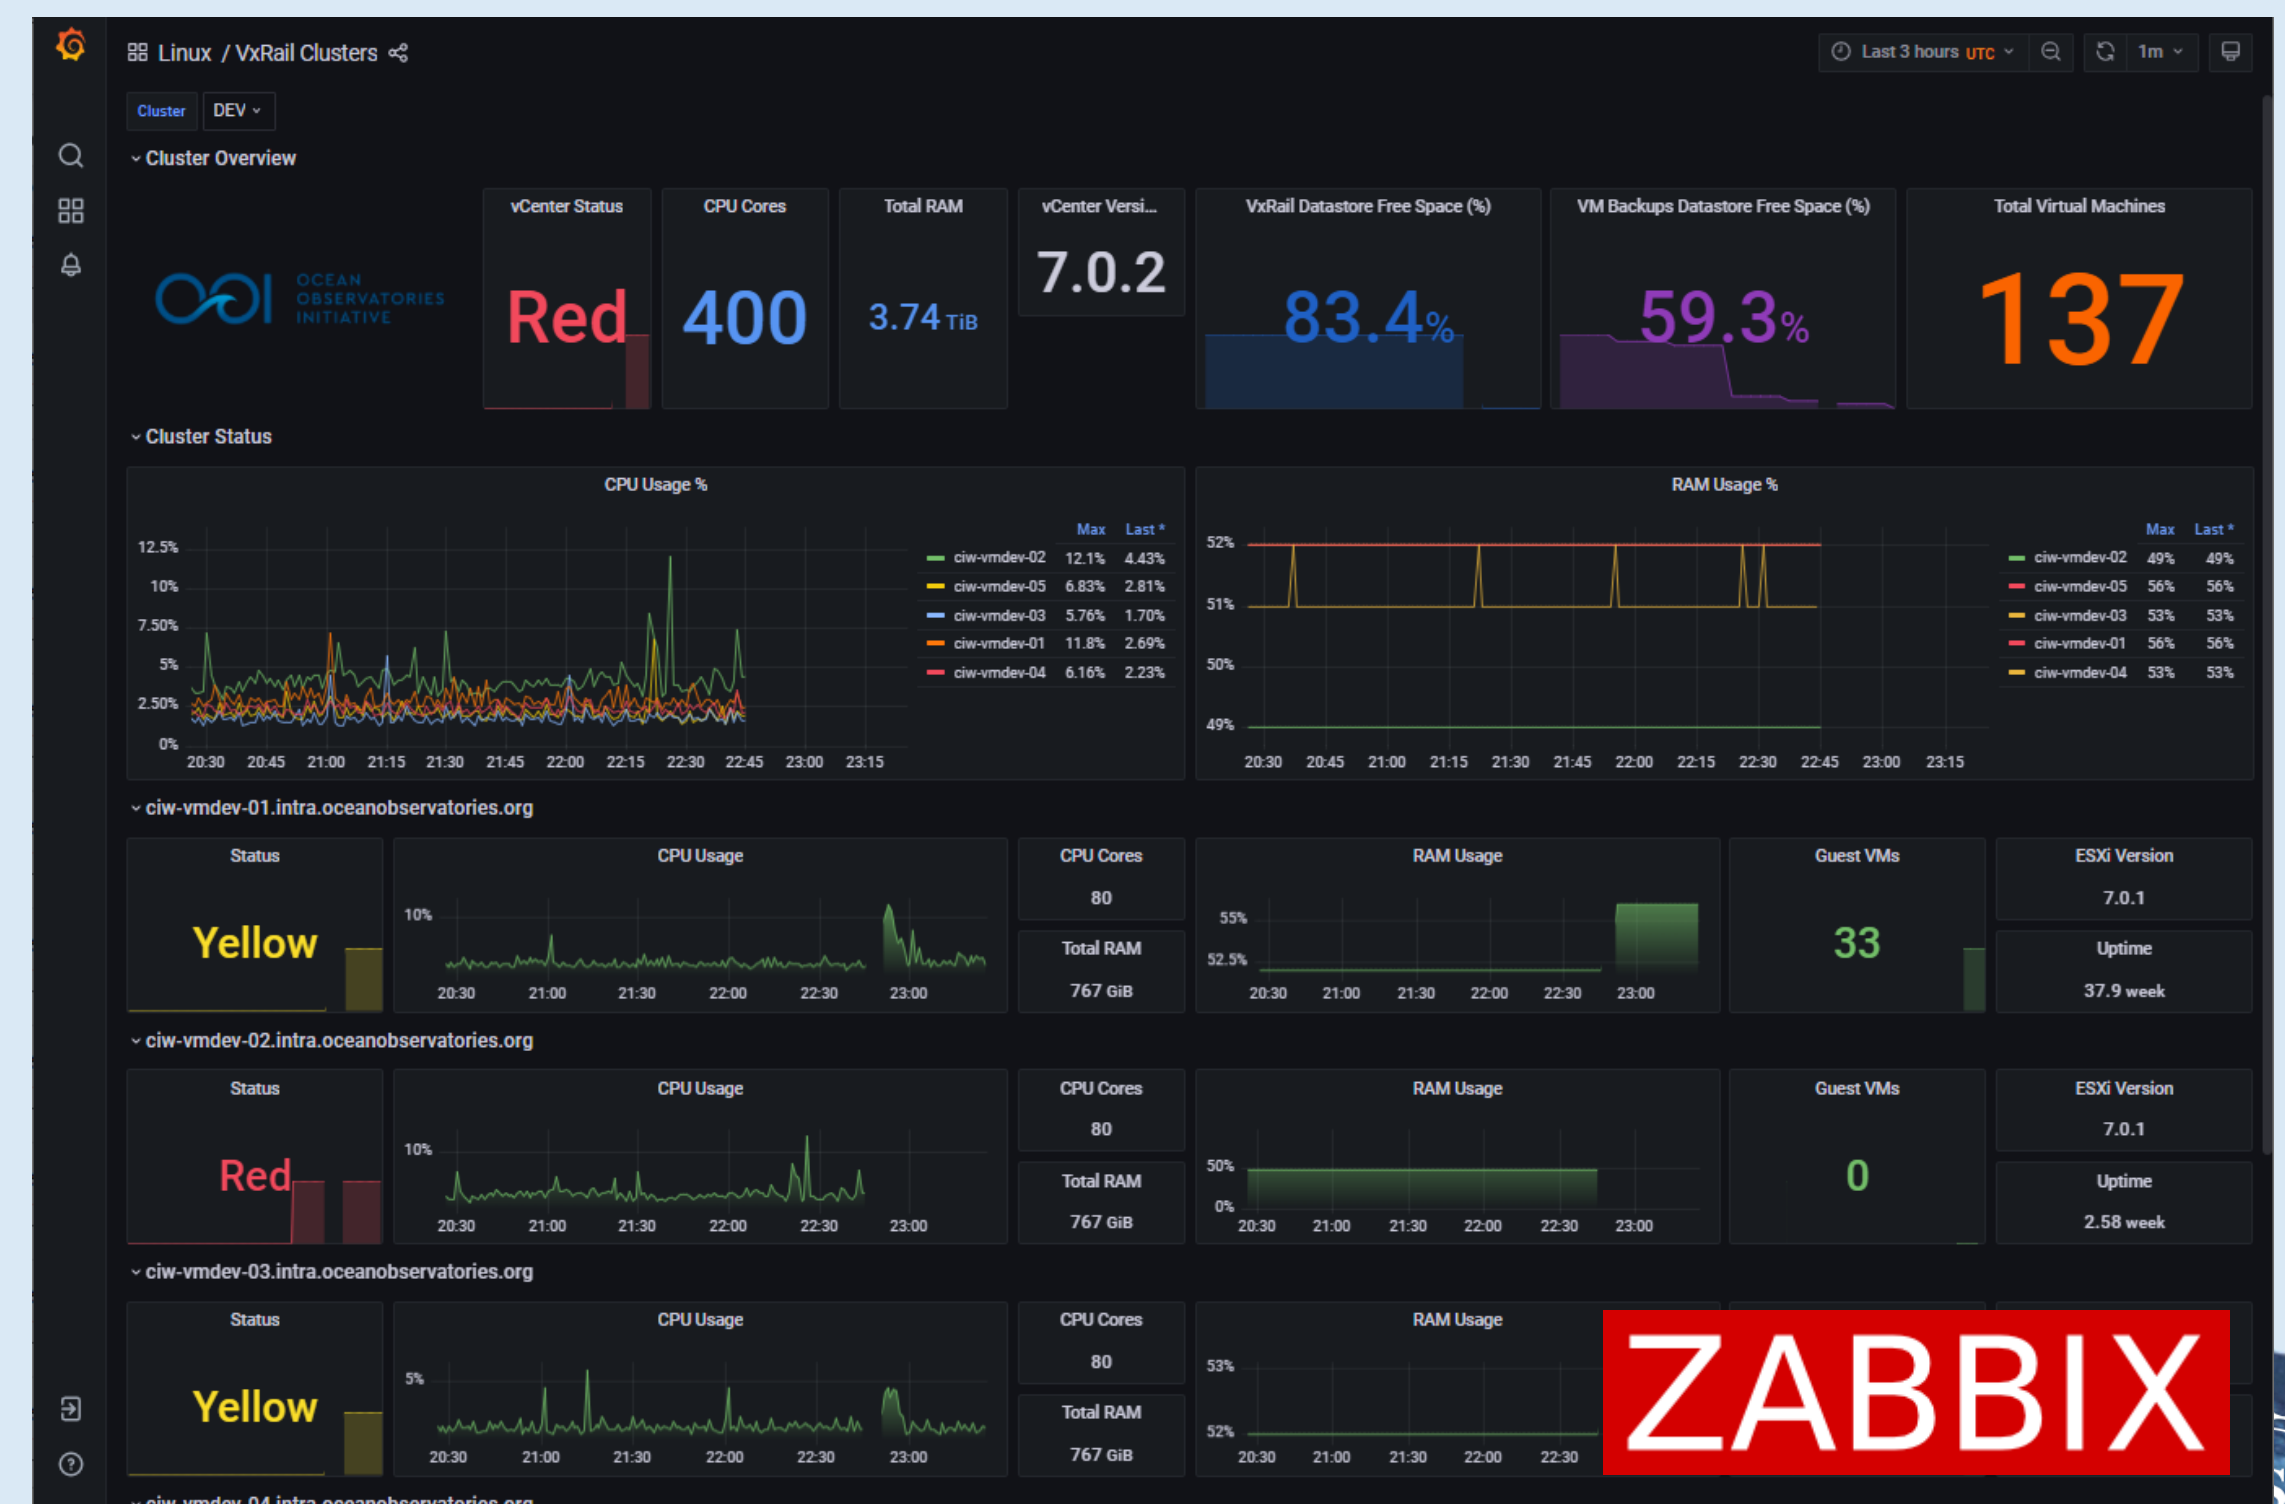 Linux / VxRail Clusters
Last 3 hours UTC
1m
Cluster DEV
Cluster Overview
OCEAN
OBSERVATORIES
INITIATIVE
vCenter Status
Red
CPU Cores
400
Total RAM
3.74 TiB
vCenter Versi...
7.0.2
VxRail Datastore Free Space (%)
83.4%
VM Backups Datastore Free Space (%)
59.3%
Total Virtual Machines
137
Cluster Status
CPU Usage %
12.5%
10%
7.50%
5%
2.50%
0%
20:30 20:45 21:00 21:15 21:30 21:45 22:00 22:15 22:30 22:45 23:00 23:15
Max Last *
ciw-vmdev-02 12.1% 4.43%
ciw-vmdev-05 6.83% 2.81%
ciw-vmdev-03 5.76% 1.70%
ciw-vmdev-01 11.8% 2.69%
ciw-vmdev-04 6.16% 2.23%
RAM Usage %
52%
51%
50%
49%
20:30 20:45 21:00 21:15 21:30 21:45 22:00 22:15 22:30 22:45 23:00 23:15
Max Last *
ciw-vmdev-02 49% 49%
ciw-vmdev-05 56% 56%
ciw-vmdev-03 53% 53%
ciw-vmdev-01 56% 56%
ciw-vmdev-04 53% 53%
ciw-vmdev-01.intra.oceanobservatories.org
Status
Yellow
CPU Usage
10%
20:30 21:00 21:30 22:00 22:30 23:00
CPU Cores
80
Total RAM
767 GiB
RAM Usage
55%
52.5%
20:30 21:00 21:30 22:00 22:30 23:00
Guest VMs
33
ESXi Version
7.0.1
Uptime
37.9 week
ciw-vmdev-02.intra.oceanobservatories.org
Status
Red
CPU Usage
10%
20:30 21:00 21:30 22:00 22:30 23:00
CPU Cores
80
Total RAM
767 GiB
RAM Usage
50%
0%
20:30 21:00 21:30 22:00 22:30 23:00
Guest VMs
0
ESXi Version
7.0.1
Uptime
2.58 week
ciw-vmdev-03.intra.oceanobservatories.org
Status
Yellow
CPU Usage
5%
20:30 21:00 21:30 22:00 22:30 23:00
CPU Cores
80
Total RAM
767 GiB
RAM Usage
53%
52%
20:30 21:00 21:30 22:00 22:30
ZABBIX
ciw-vmdev-04.intra.oceanobservatories.org